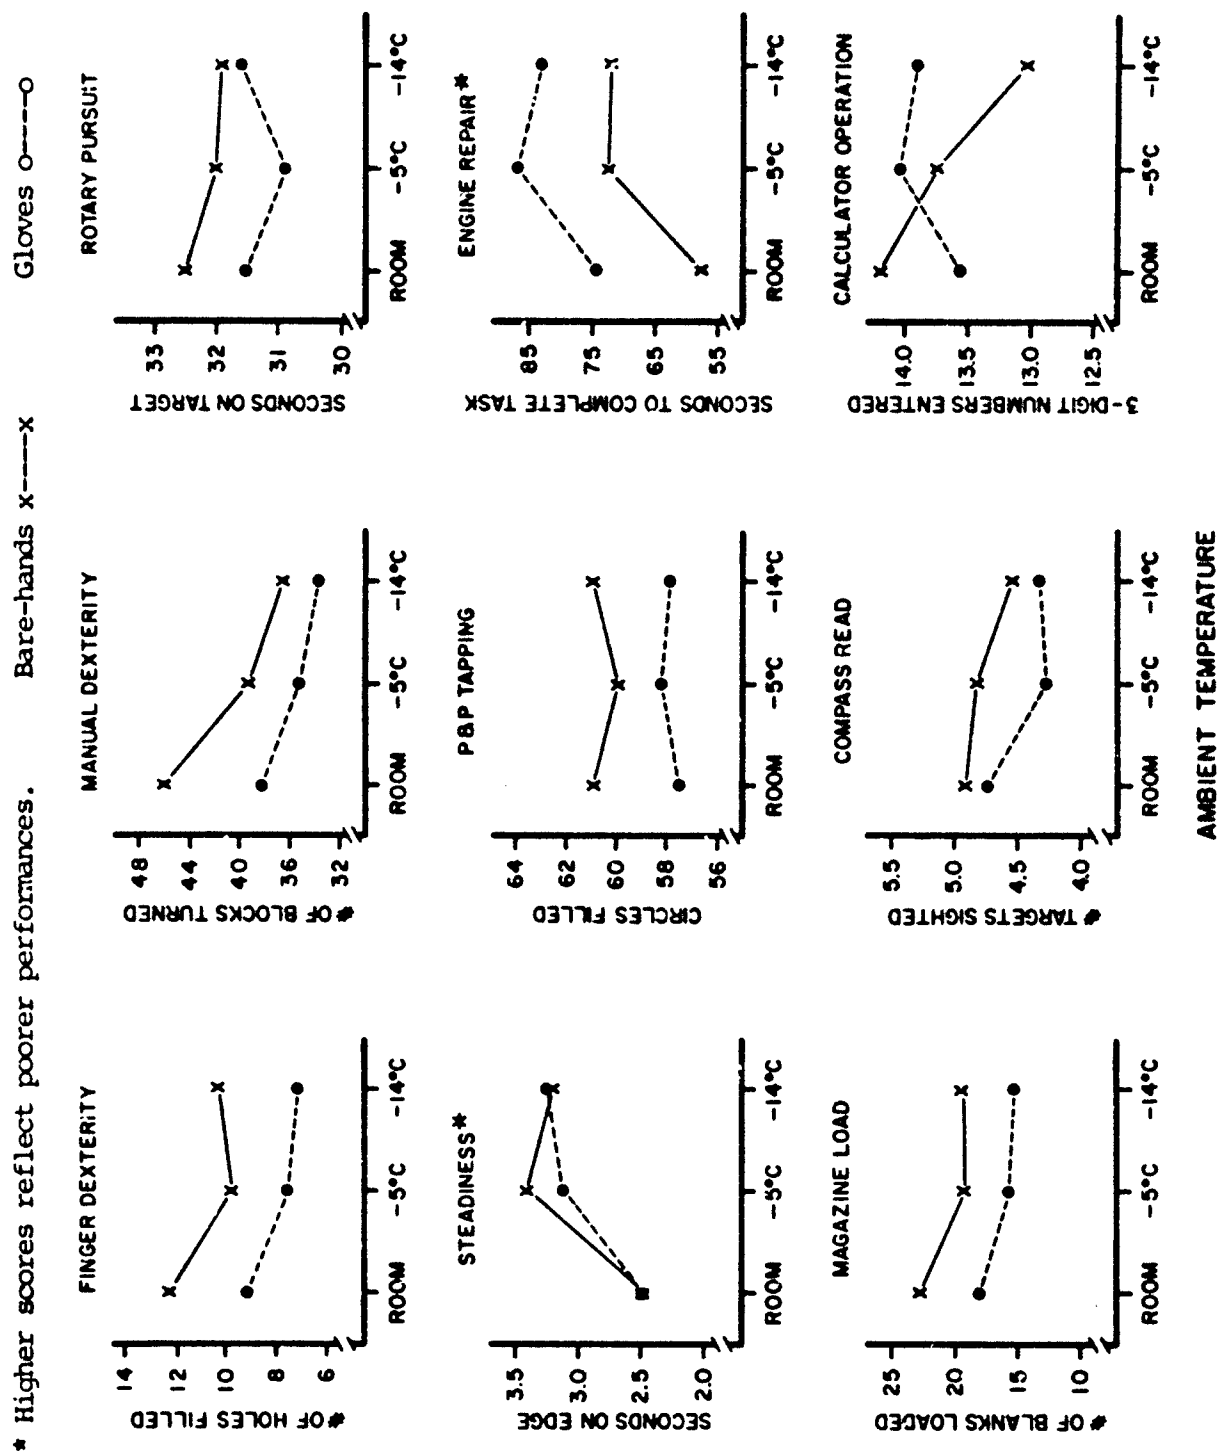 * Higher scores reflect poorer performances. Bare-hands x----x Gloves o----o
FINGER DEXTERITY
# OF HOLES FILLED
14
12
10
8
6
ROOM -5°C -14°C
MANUAL DEXTERITY
# OF BLOCKS TURNED
48
44
40
36
32
ROOM -5°C -14°C
ROTARY PURSUIT
SECONDS ON TARGET
33
32
31
30
ROOM -5°C -14°C
STEADINESS*
SECONDS ON EDGE
3.5
3.0
2.5
2.0
ROOM -5°C -14°C
P&P TAPPING
CIRCLES FILLED
64
62
60
58
56
ROOM -5°C -14°C
ENGINE REPAIR*
SECONDS TO COMPLETE TASK
85
75
65
55
ROOM -5°C -14°C
MAGAZINE LOAD
# OF BLANKS LOADED
25
20
15
10
ROOM -5°C -14°C
COMPASS READ
# TARGETS SIGHTED
5.5
5.0
4.5
4.0
ROOM -5°C -14°C
CALCULATOR OPERATION
3-DIGIT NUMBERS ENTERED
14.0
13.5
13.0
12.5
ROOM -5°C -14°C
AMBIENT TEMPERATURE